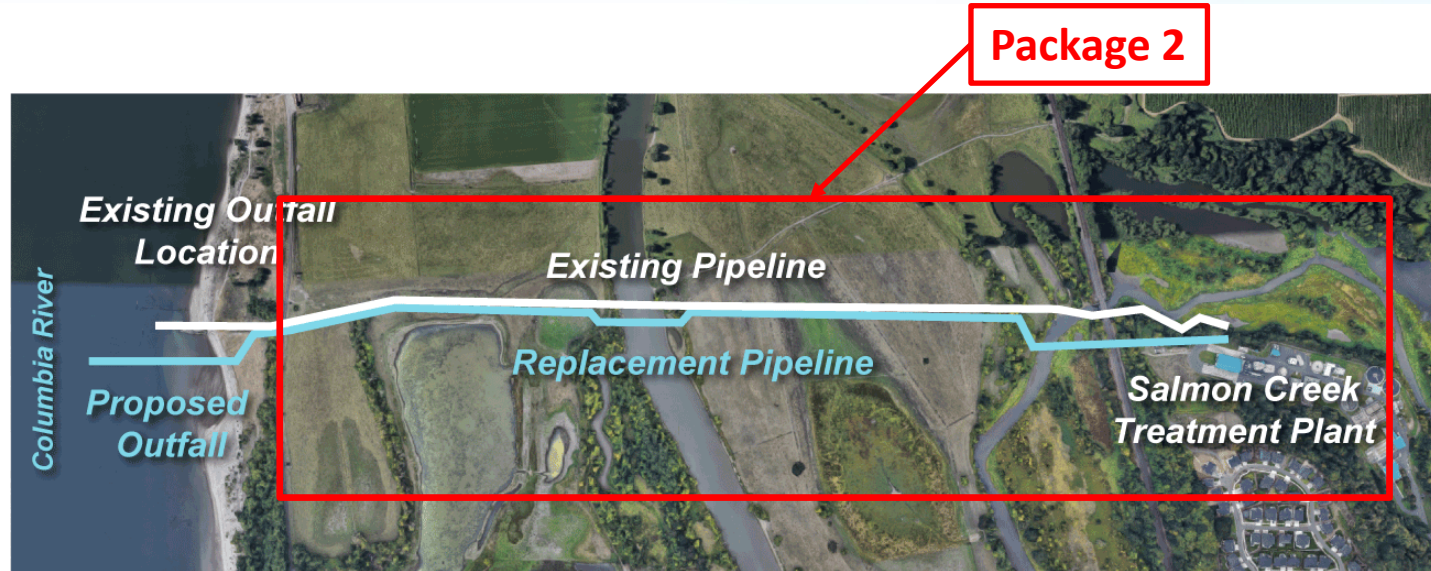 Package 2
Existing Outfall
Location
Existing Pipeline
Columbia River
Replacement Pipeline
Proposed
Outfall
Salmon Creek
Treatment Plant